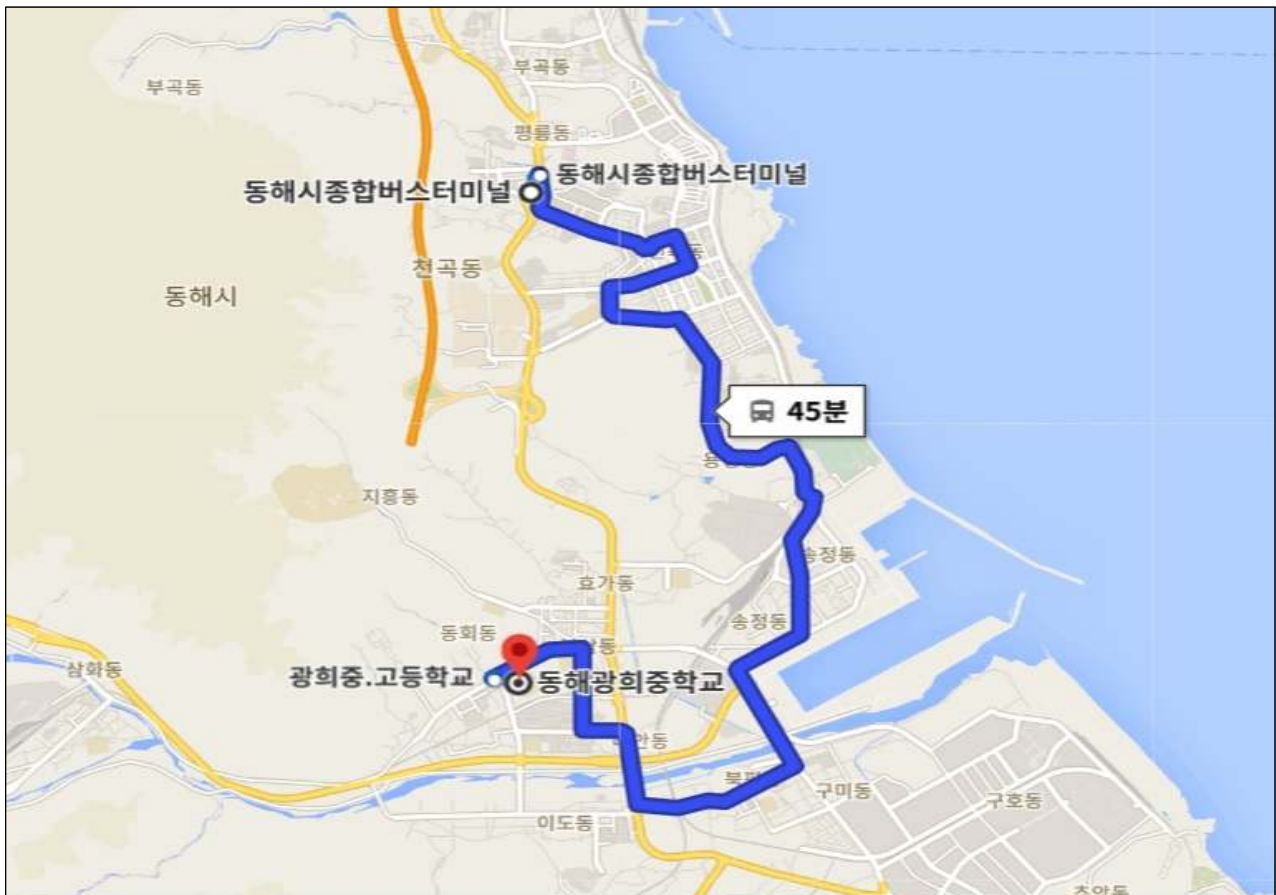 부곡동
부곡동
평릉동
동해시종합버스터미널
동해시종합버스터미널
천곡동
동해시
45분
지흥동
송정동
효가동
송정동
동회동
삼화동
광희중.고등학교
동해광희중학교
구미동
구호동
이도동
추암동